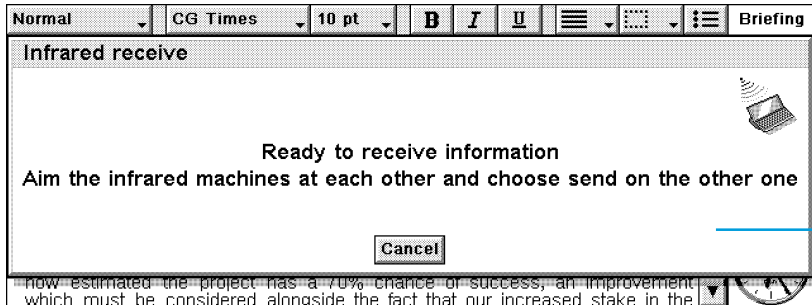 Normal CG Times 10 pt B I U Briefing
Infrared receive
Ready to receive information
Aim the infrared machines at each other and choose send on the other one
Cancel
now estimated the project has a 70% chance of success, an improvement
which must be considered alongside the fact that our increased stake in the